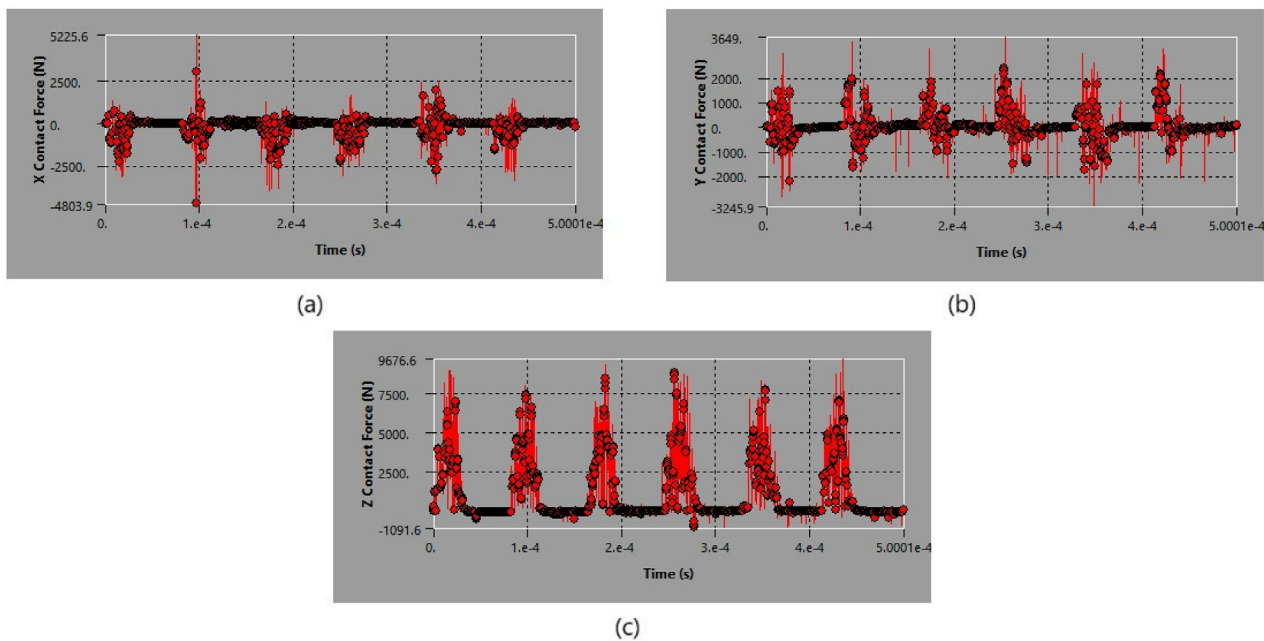 5225.6
2500.
0.
-2500.
-4803.9
X Contact Force (N)
0. 1.e-4 2.e-4 3.e-4 4.e-4 5.0001e-4
Time (s)
(a)
3649.
2000.
1000.
0.
-1000.
-2000.
-3245.9
Y Contact Force (N)
0. 1.e-4 2.e-4 3.e-4 4.e-4 5.0001e-4
Time (s)
(b)
9676.6
7500.
5000.
2500.
0.
-1091.6
Z Contact Force (N)
0. 1.e-4 2.e-4 3.e-4 4.e-4 5.0001e-4
Time (s)
(c)